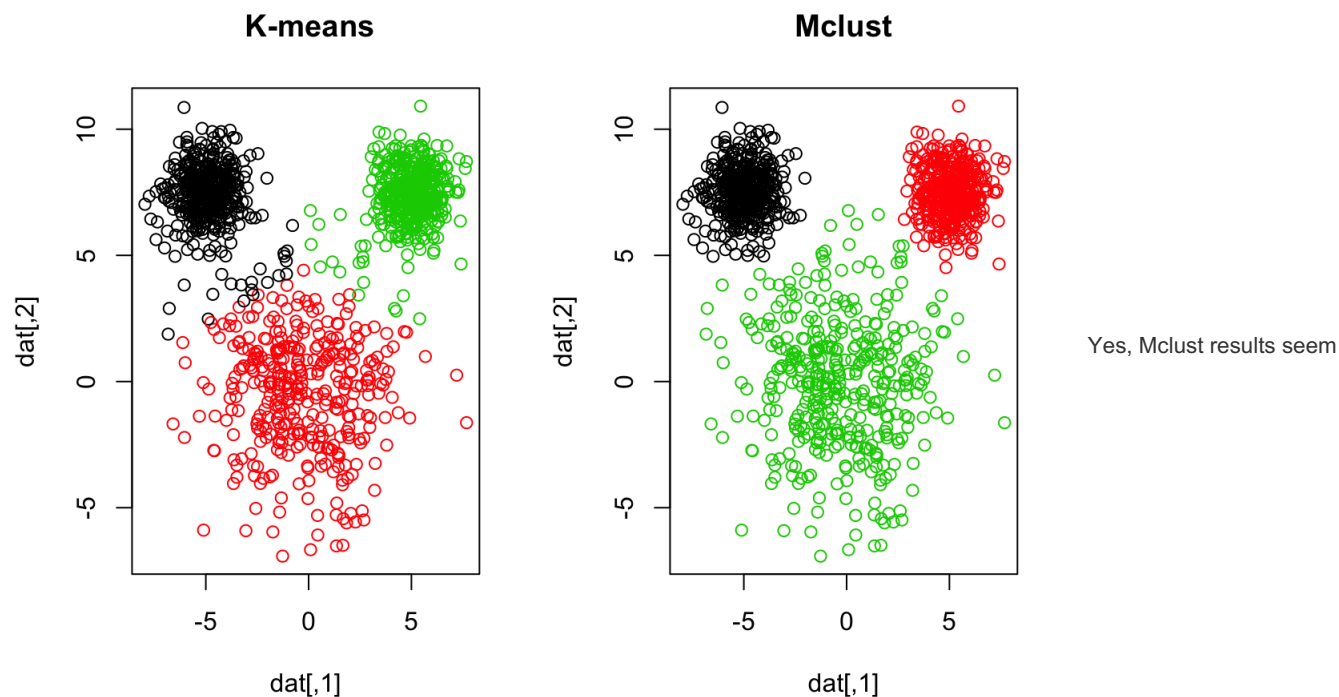 K-means
Mclust
10
5
0
-5
dat[,2]
-5 0 5
dat[,1]
10
5
0
-5
dat[,2]
-5 0 5
dat[,1]
Yes, Mclust results seem